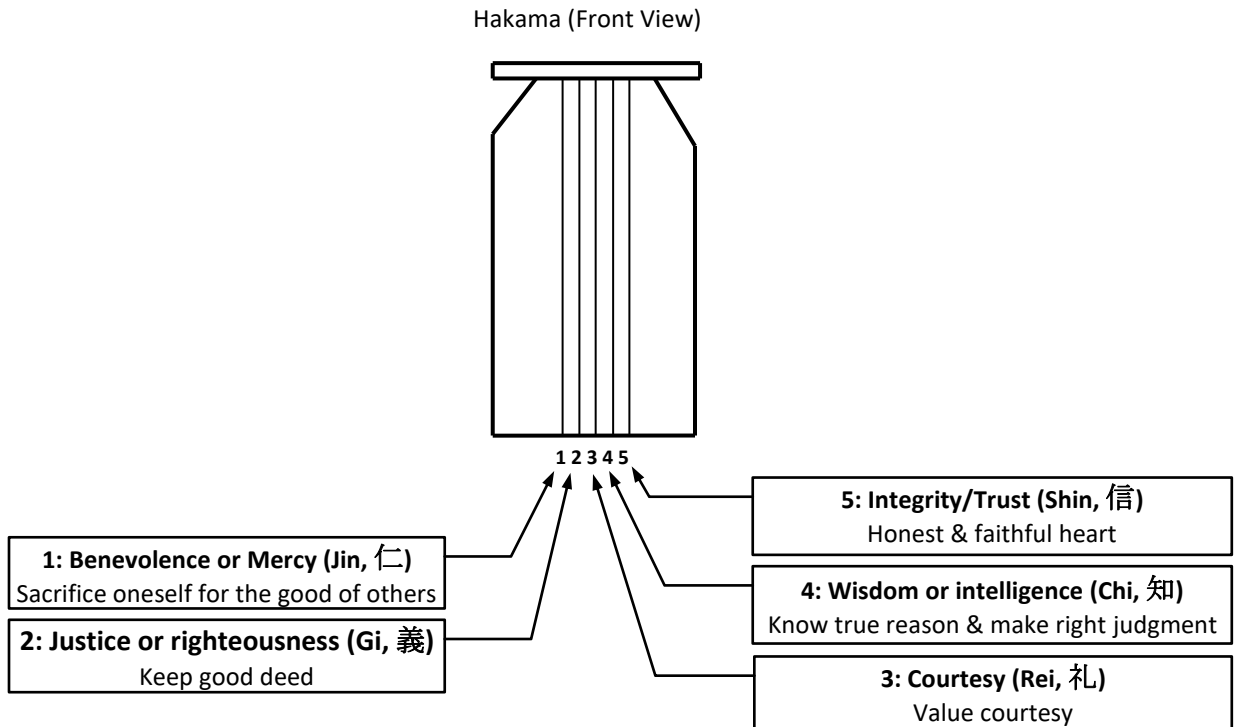 Hakama (Front View)
1 2 3 4 5
1: Benevolence or Mercy (Jin, 仁)
Sacrifice oneself for the good of others
2: Justice or righteousness (Gi, 義)
Keep good deed
5: Integrity/Trust (Shin, 信)
Honest & faithful heart
4: Wisdom or intelligence (Chi, 知)
Know true reason & make right judgment
3: Courtesy (Rei, 礼)
Value courtesy